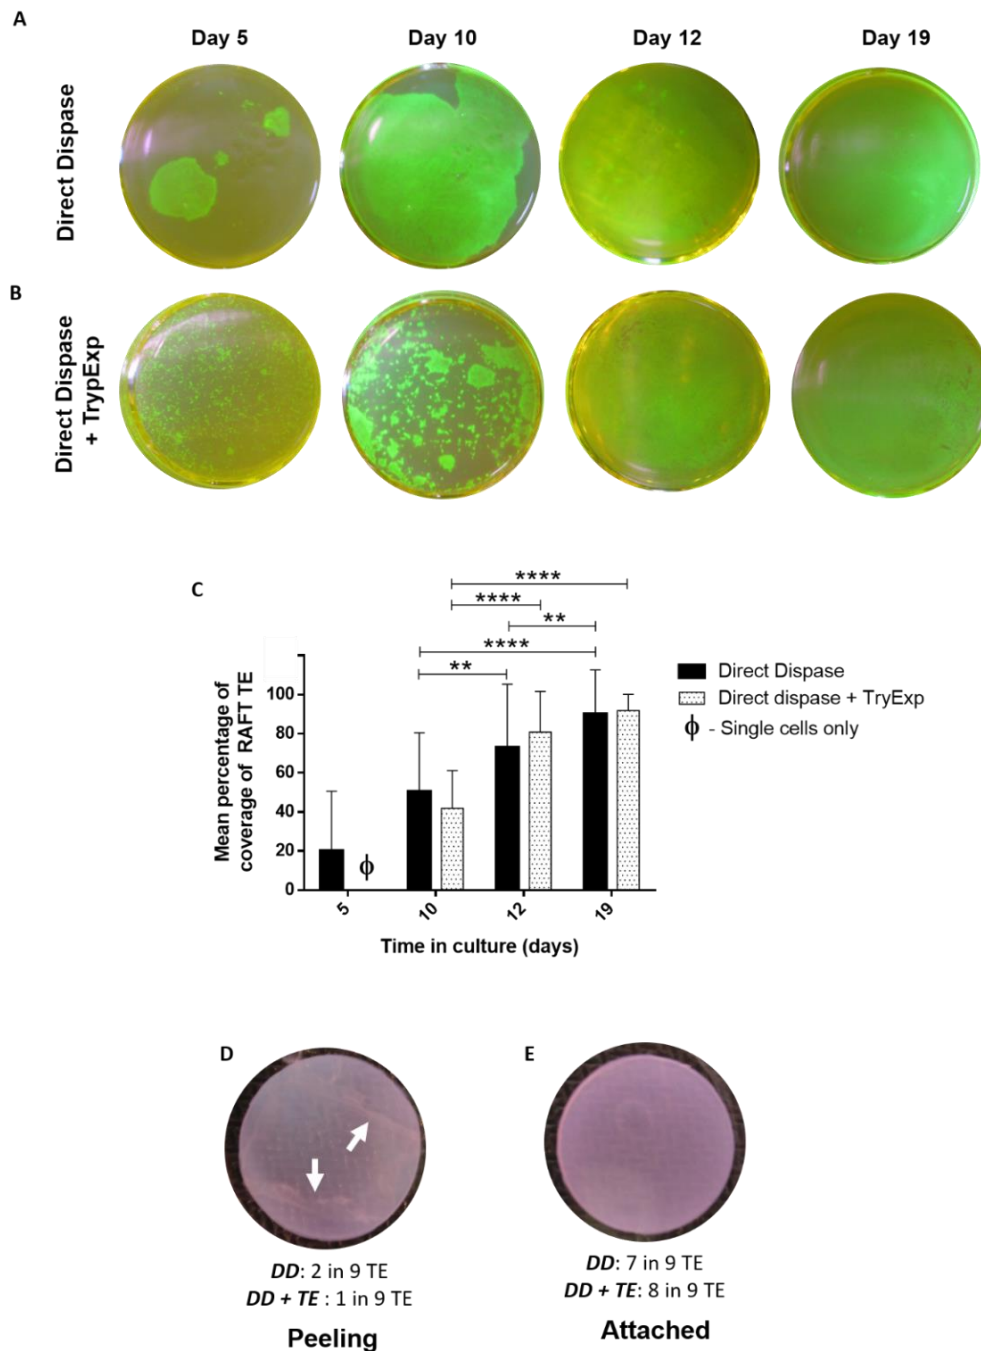 A
Day 5 Day 10 Day 12 Day 19
Direct Dispase
B
Direct Dispase
+ TrypExp
C
****
****
**
****
**
Mean percentage of
coverage of RAFT TE
100
80
60
40
20
0
ϕ
5 10 12 19
Time in culture (days)
Direct Dispase
Direct dispase + TryExp
ϕ - Single cells only
D
DD: 2 in 9 TE
DD + TE : 1 in 9 TE
Peeling
E
DD: 7 in 9 TE
DD + TE: 8 in 9 TE
Attached